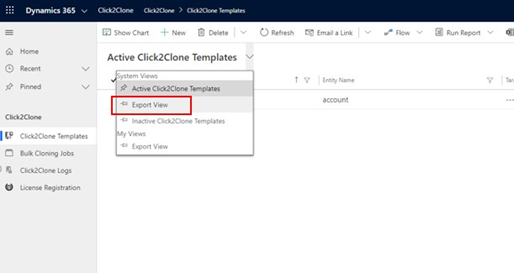 Dynamics 365
Click2Clone
Click2Clone > Click2Clone Templates
Show Chart
New
Delete
Refresh
Email a Link
Flow
Run Report
Home
Recent
Pinned
Click2Clone
Click2Clone Templates
Bulk Cloning Jobs
Click2Clone Logs
License Registration
Active Click2Clone Templates
System Views
Active Click2Clone Templates
Export View
Inactive Click2Clone Templates
My Views
Export View
Entity Name
account